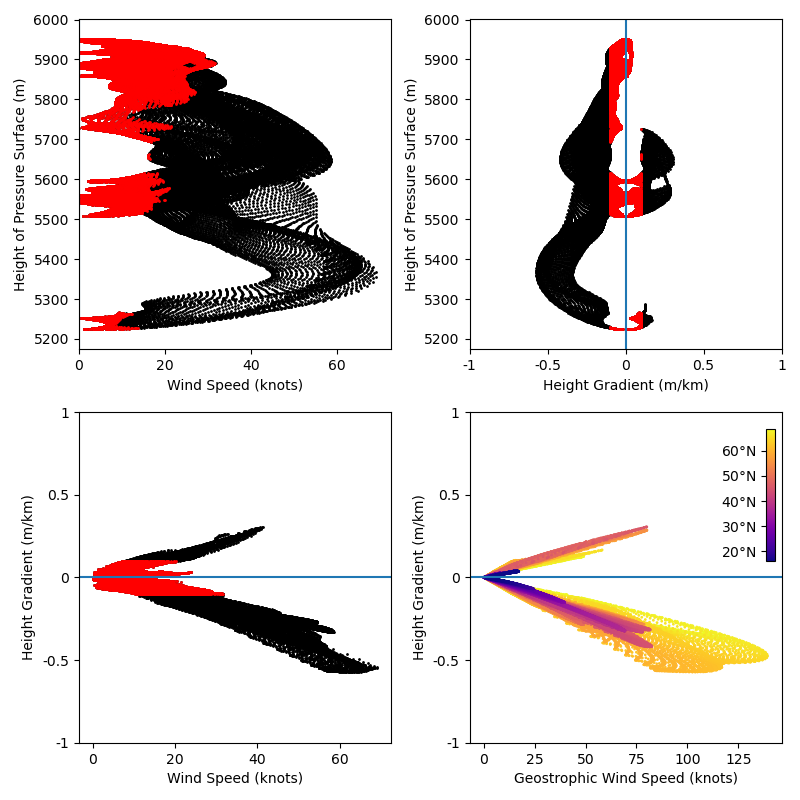 6000
5900
5800
5700
5600
5500
5400
5300
5200
Height of Pressure Surface (m)
0 20 40 60
Wind Speed (knots)
6000
5900
5800
5700
5600
5500
5400
5300
5200
Height of Pressure Surface (m)
-1 -0.5 0 0.5 1
Height Gradient (m/km)
1
0.5
0
-0.5
-1
Height Gradient (m/km)
0 20 40 60
Wind Speed (knots)
1
0.5
0
-0.5
-1
Height Gradient (m/km)
60°N
50°N
40°N
30°N
20°N
0 25 50 75 100 125
Geostrophic Wind Speed (knots)